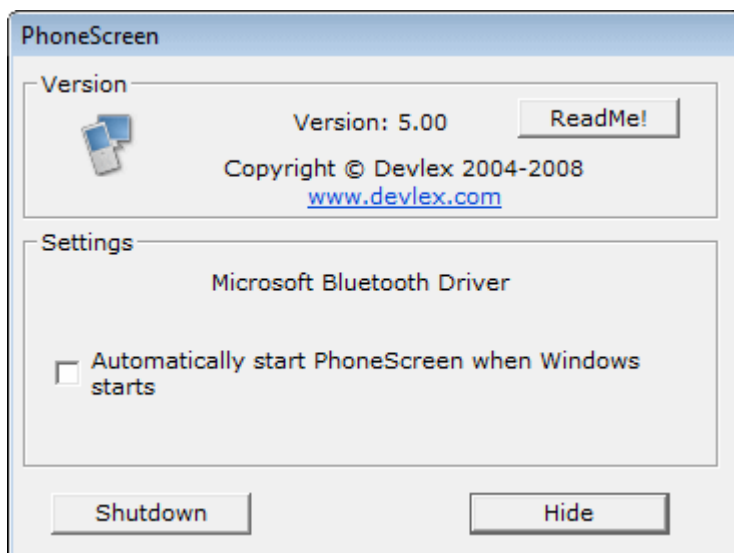 PhoneScreen
Version
Version: 5.00
ReadMe!
Copyright © Devlex 2004-2008
www.devlex.com
Settings
Microsoft Bluetooth Driver
Automatically start PhoneScreen when Windows
starts
Shutdown
Hide